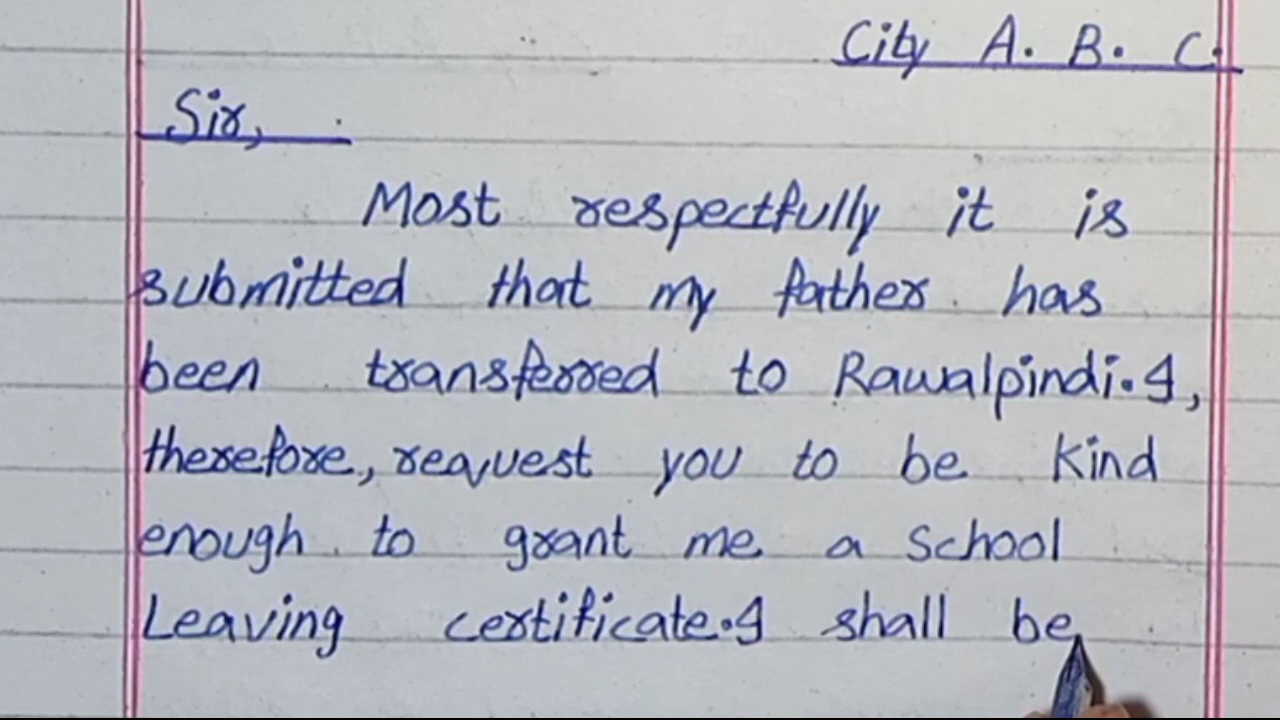 City A. B. C.
Sir,
Most respectfully it is
submitted that my father has
been transferred to Rawalpindi. I,
therefore, request you to be kind
enough to grant me a school
Leaving certificate. I shall be